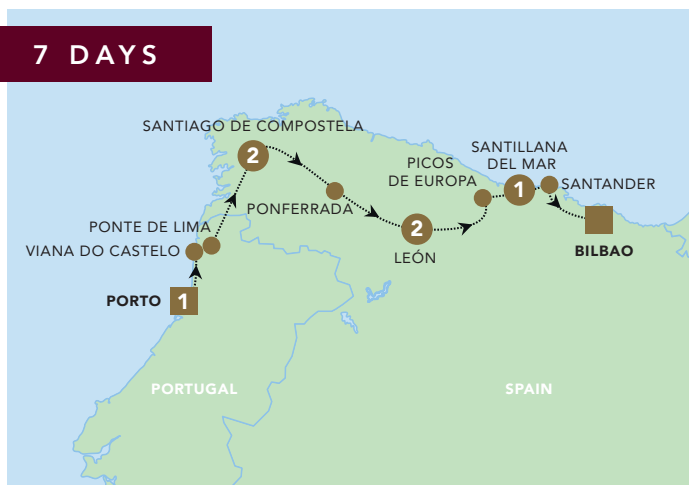 7 DAYS
SANTIAGO DE COMPOSTELA
2
PONFERRADA
PONTE DE LIMA
VIANA DO CASTELO
PORTO
1
2
LEÓN
PICOS
DE EUROPA
SANTILLANA
DEL MAR
1
SANTANDER
BILBAO
PORTUGAL
SPAIN